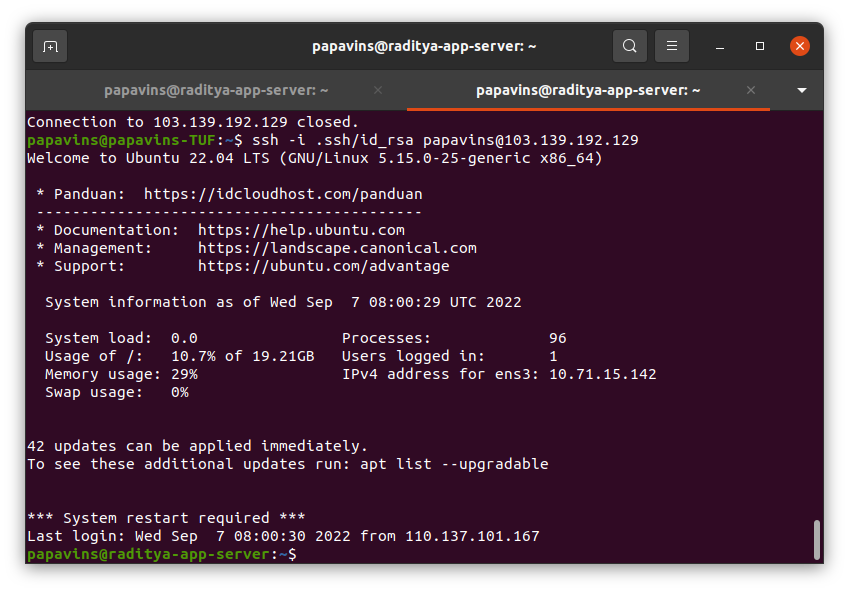 papavins@raditya-app-server: ~
papavins@raditya-app-server: ~ papavins@raditya-app-server: ~
Connection to 103.139.192.129 closed.
papavins@papavins-TUF:~$ ssh -i .ssh/id_rsa papavins@103.139.192.129
Welcome to Ubuntu 22.04 LTS (GNU/Linux 5.15.0-25-generic x86_64)
* Panduan:  https://idcloudhost.com/panduan
-------------------------------------------
* Documentation:  https://help.ubuntu.com
* Management:     https://landscape.canonical.com
* Support:        https://ubuntu.com/advantage
System information as of Wed Sep  7 08:00:29 UTC 2022
System load:  0.0                Processes:             96
Usage of /:   10.7% of 19.21GB   Users logged in:       1
Memory usage: 29%                IPv4 address for ens3: 10.71.15.142
Swap usage:   0%
42 updates can be applied immediately.
To see these additional updates run: apt list --upgradable
*** System restart required ***
Last login: Wed Sep  7 08:00:30 2022 from 110.137.101.167
papavins@raditya-app-server:~$